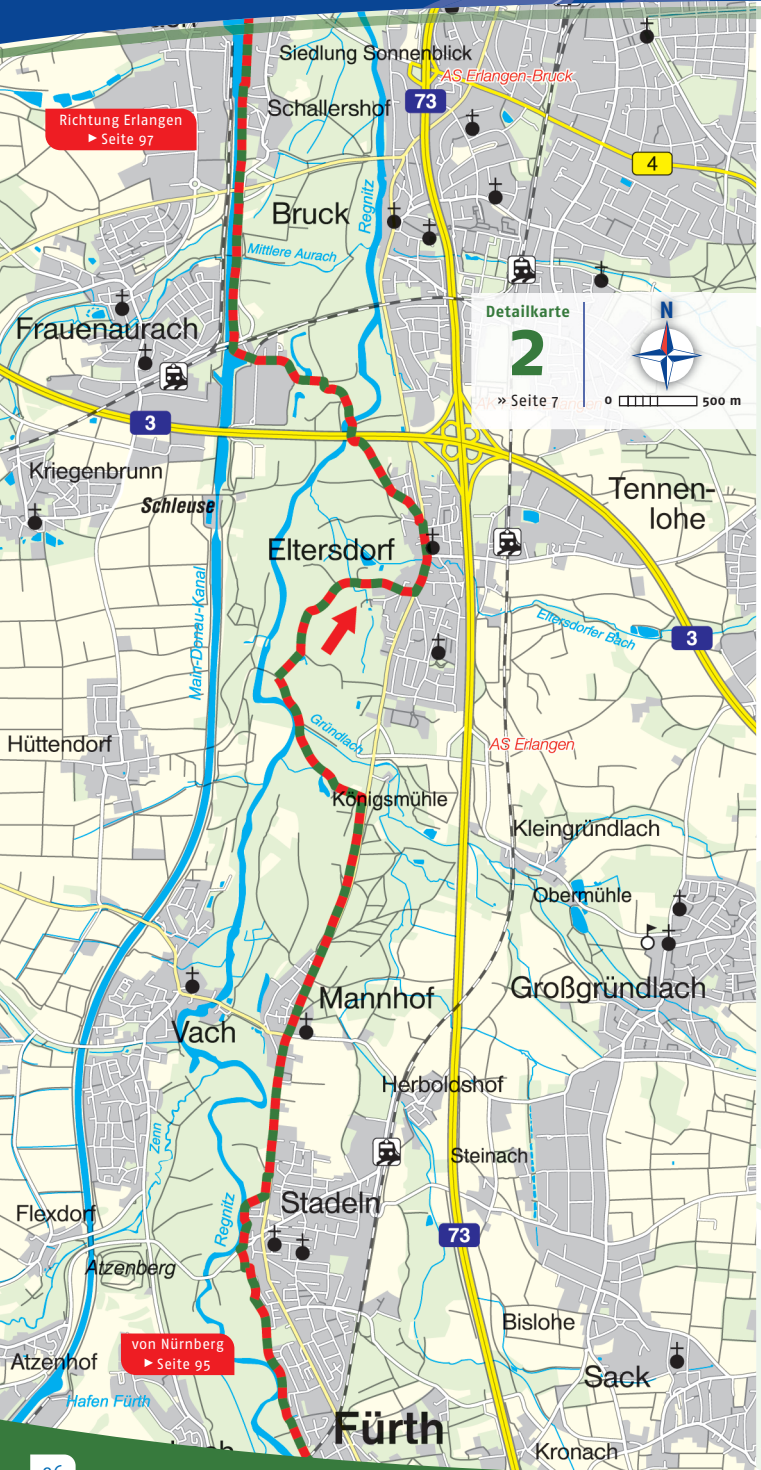 Siedlung Sonnenblick
AS Erlangen-Bruck
73
Schallershof
Richtung Erlangen
▶ Seite 97
4
Bruck
Regnitz
Mittlere Aurach
Detailkarte
2
» Seite 7
N
0 500 m
Frauenaurach
3
Kriegenbrunn
Schleuse
Tennen-
lohe
Eltersdorf
Main-Donau-Kanal
Eltersdorfer Bach
3
Gründlach
Hüttendorf
AS Erlangen
Königsmühle
Kleingründlach
Obermühle
Mannhof
Großgründlach
Vach
Herboldshof
Zenn
Steinach
Regnitz
Stadeln
Flexdorf
73
Atzenberg
Bislohe
von Nürnberg
▶ Seite 95
Atzenhof
Sack
Hafen Fürth
Fürth
Kronach